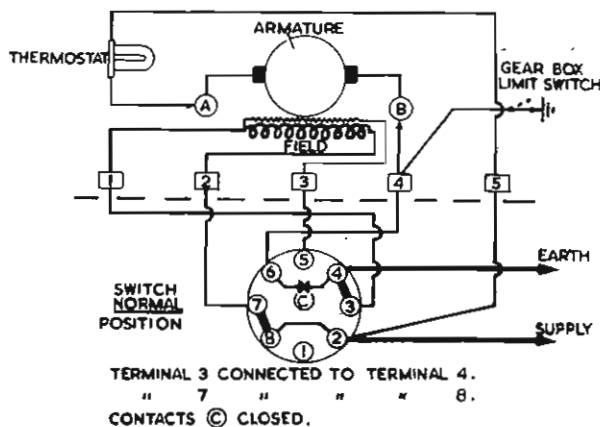 ARMATURE
THERMOSTAT
GEAR BOX
LIMIT SWITCH
A
B
FIELD
1 2 3 4 5
EARTH
SWITCH
NORMAL
POSITION
5
6 4
C
7 3
8 2
1
SUPPLY
TERMINAL 3 CONNECTED TO TERMINAL 4.
" 7 " " " 8.
CONTACTS C CLOSED.